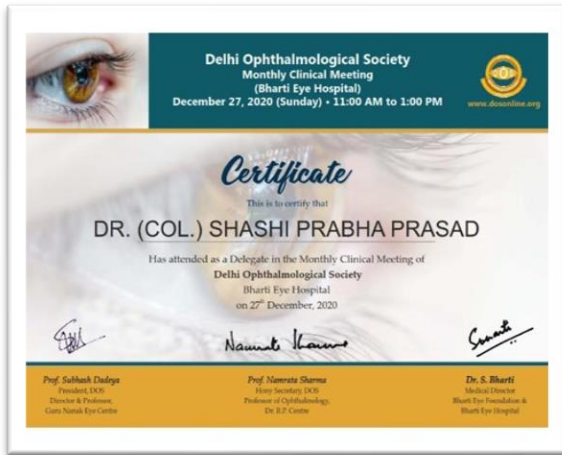 Delhi Ophthalmological Society
Monthly Clinical Meeting
(Bharti Eye Hospital)
December 27, 2020 (Sunday) • 11:00 AM to 1:00 PM
www.dosonline.org
Certificate
This is to certify that
DR. (COL.) SHASHI PRABHA PRASAD
Has attended as a Delegate in the Monthly Clinical Meeting of
Delhi Ophthalmological Society
Bharti Eye Hospital
on 27th December, 2020
Namrata Sharma
Prof. Subhash Dadeya
President, DOS
Director & Professor,
Guru Nanak Eye Centre
Prof. Namrata Sharma
Hony Secretary, DOS
Professor of Ophthalmology,
Dr. R.P. Centre
Dr. S. Bharti
Medical Director
Bharti Eye Foundation &
Bharti Eye Hospital